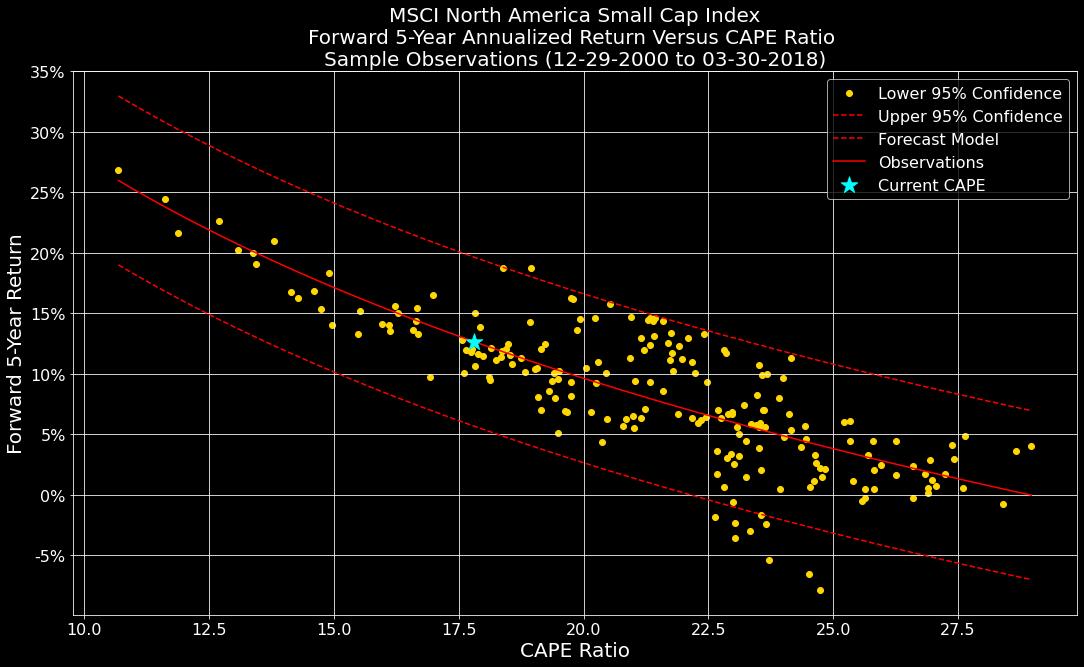 MSCI North America Small Cap Index
Forward 5-Year Annualized Return Versus CAPE Ratio
Sample Observations (12-29-2000 to 03-30-2018)
35%
30%
25%
20%
15%
10%
5%
0%
-5%
Forward 5-Year Return
Lower 95% Confidence
Upper 95% Confidence
Forecast Model
Observations
Current CAPE
10.0 12.5 15.0 17.5 20.0 22.5 25.0 27.5
CAPE Ratio